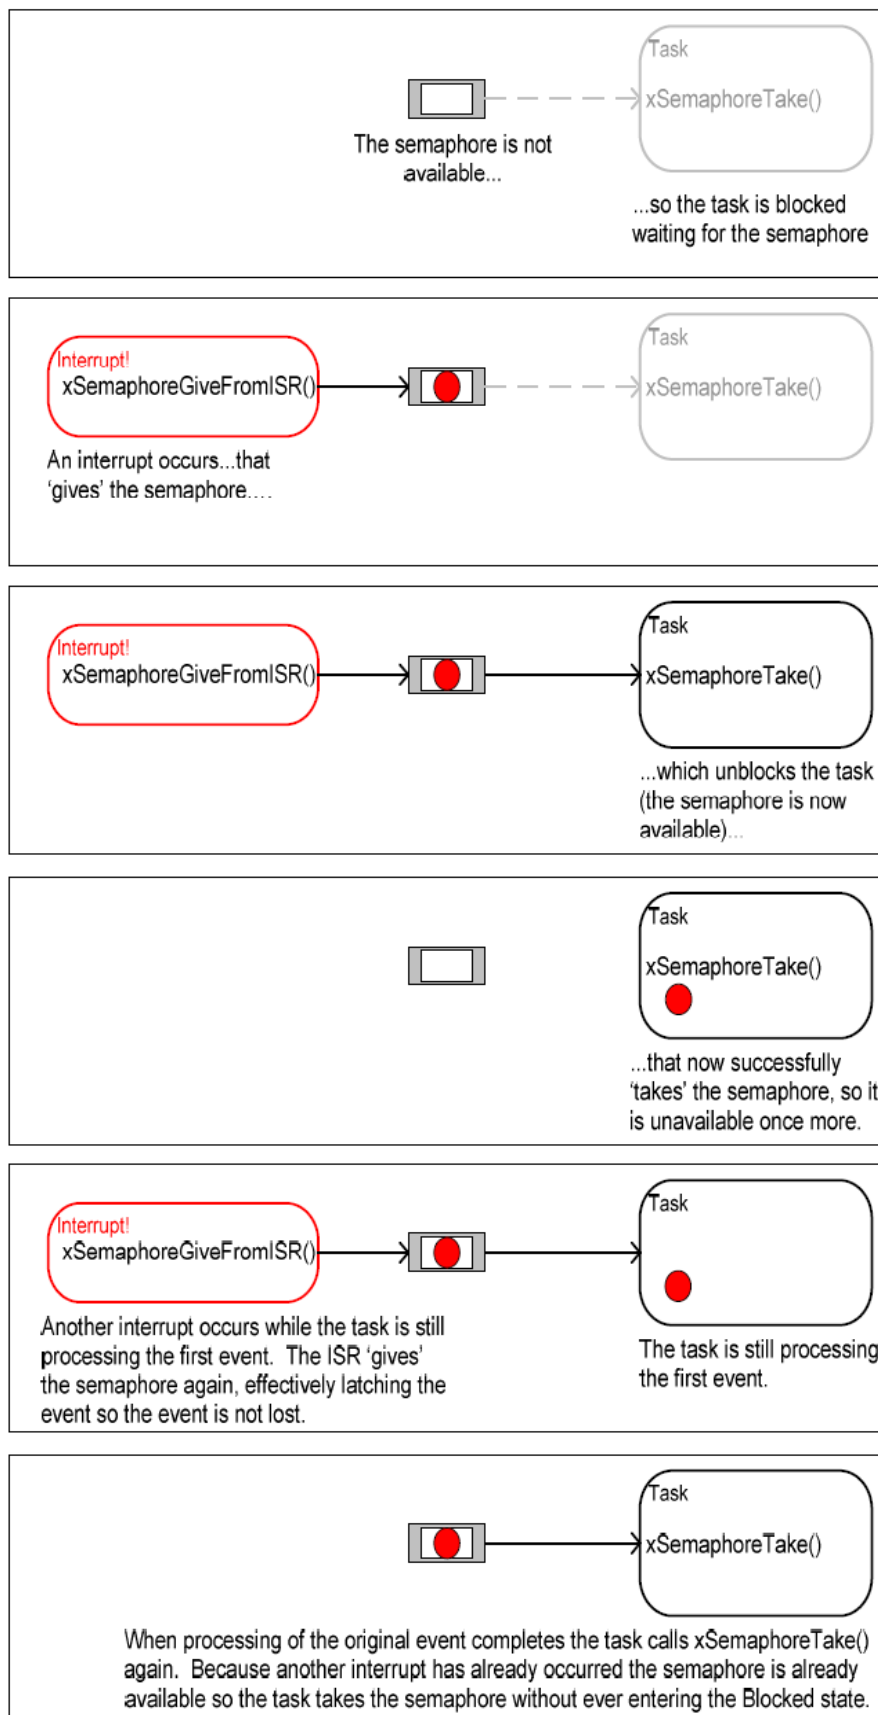 Task
xSemaphoreTake()
The semaphore is not
available...
...so the task is blocked
waiting for the semaphore
Interrupt!
xSemaphoreGiveFromISR()
Task
xSemaphoreTake()
An interrupt occurs...that
‘gives’ the semaphore....
Interrupt!
xSemaphoreGiveFromISR()
Task
xSemaphoreTake()
...which unblocks the task
(the semaphore is now
available)...
Task
xSemaphoreTake()
...that now successfully
‘takes’ the semaphore, so it
is unavailable once more.
Interrupt!
xSemaphoreGiveFromISR()
Task
Another interrupt occurs while the task is still
processing the first event.  The ISR ‘gives’
the semaphore again, effectively latching the
event so the event is not lost.
The task is still processing
the first event.
Task
xSemaphoreTake()
When processing of the original event completes the task calls xSemaphoreTake()
again.  Because another interrupt has already occurred the semaphore is already
available so the task takes the semaphore without ever entering the Blocked state.